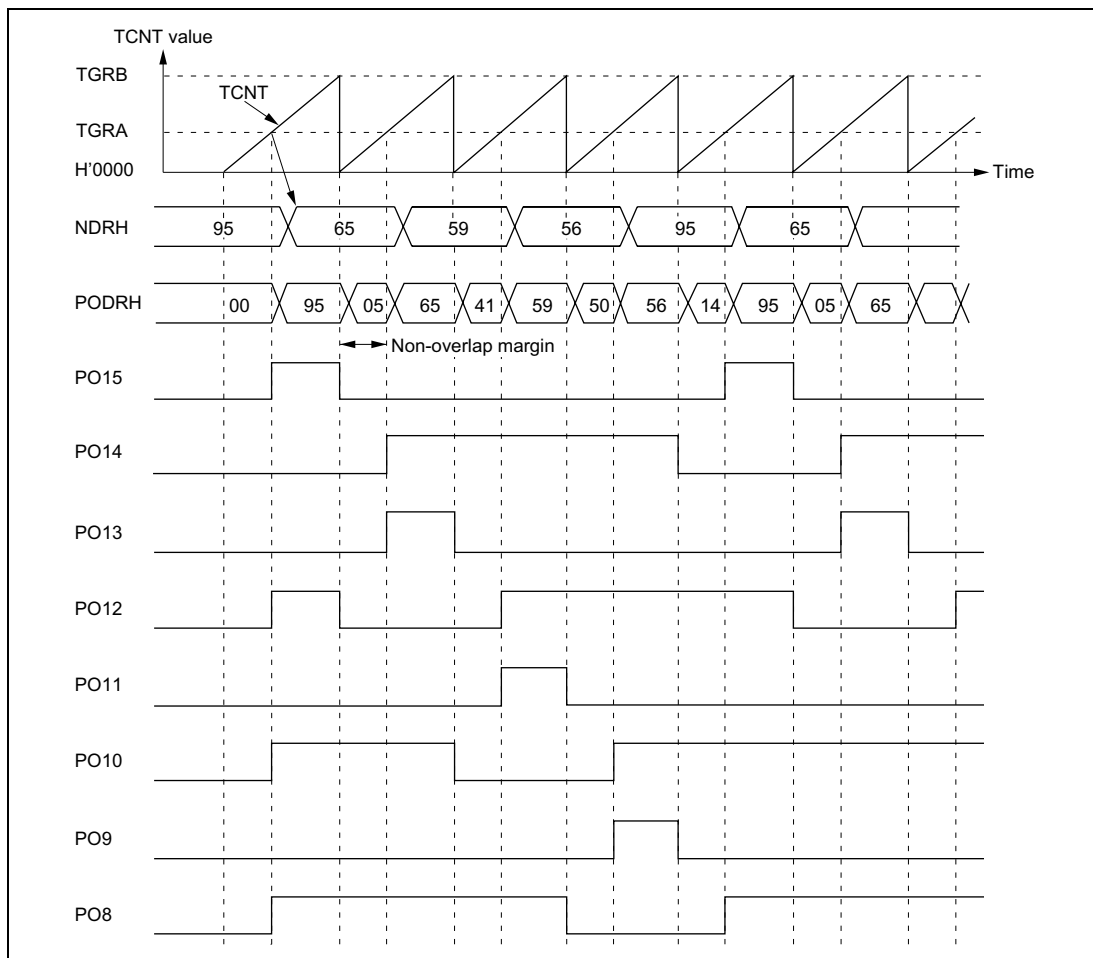 TCNT value
TGRB
TCNT
TGRA
H'0000
Time
NDRH 95 65 59 56 95 65
PODRH 00 95 05 65 41 59 50 56 14 95 05 65
Non-overlap margin
PO15
PO14
PO13
PO12
PO11
PO10
PO9
PO8